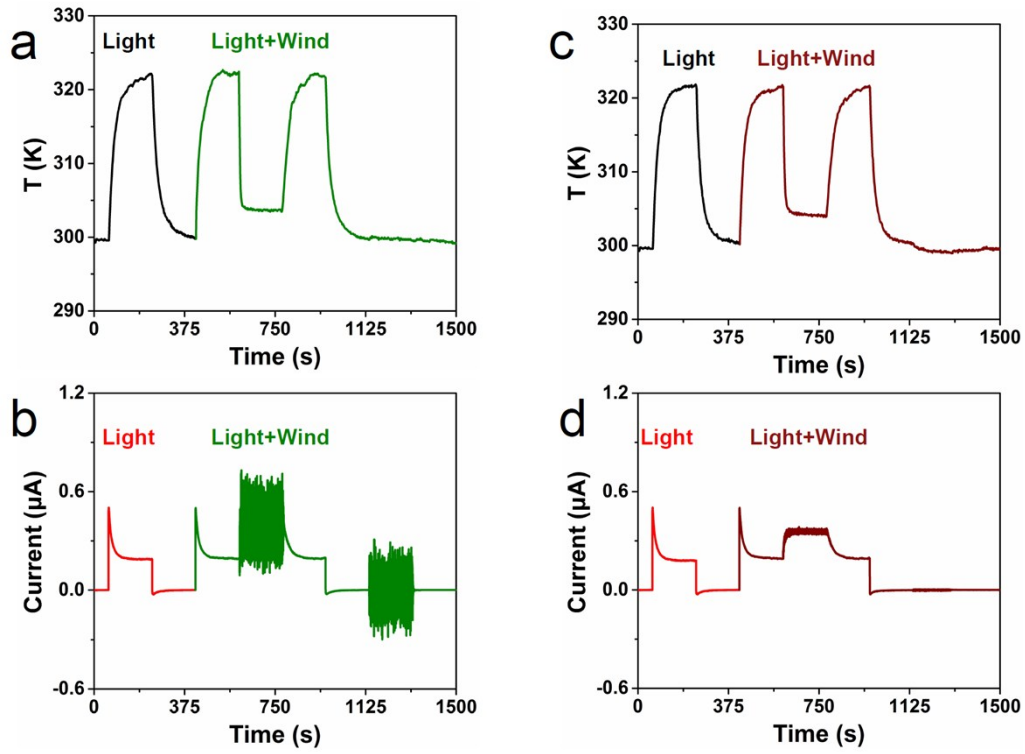 a
Light
Light+Wind
T (K)
330
320
310
300
290
0
375
750
1125
1500
Time (s)
c
Light
Light+Wind
T (K)
330
320
310
300
290
0
375
750
1125
1500
Time (s)
b
Light
Light+Wind
Current (µA)
1.2
0.6
0.0
-0.6
0
375
750
1125
1500
Time (s)
d
Light
Light+Wind
Current (µA)
1.2
0.6
0.0
-0.6
0
375
750
1125
1500
Time (s)